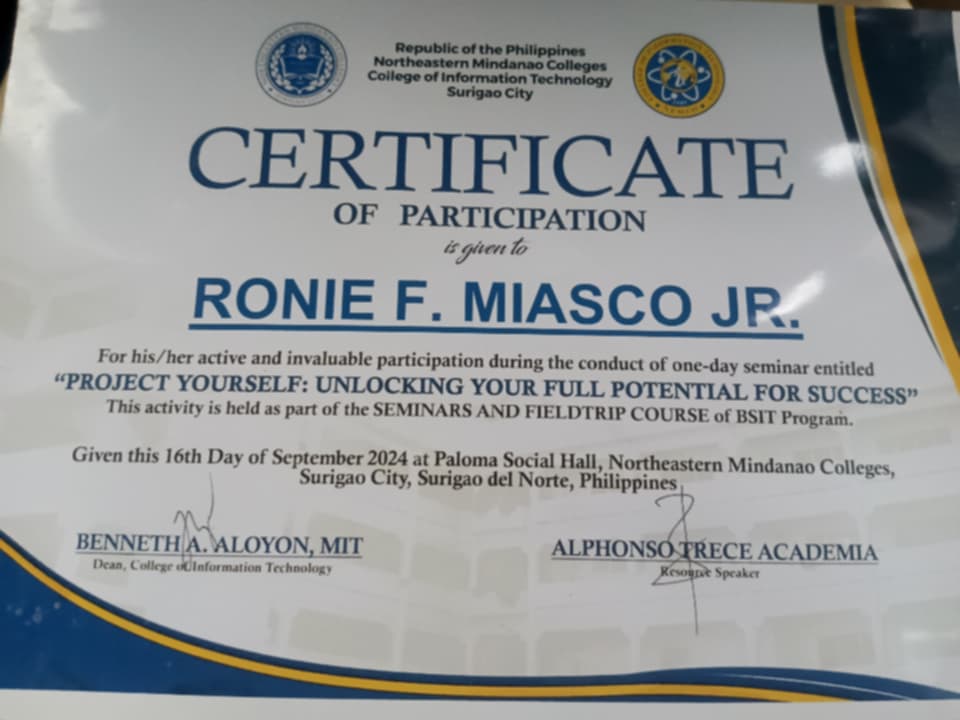 Republic of the Philippines
Northeastern Mindanao Colleges
College of Information Technology
Surigao City
CERTIFICATE
OF PARTICIPATION
is given to
RONIE F. MIASCO JR.
For his/her active and invaluable participation during the conduct of one-day seminar entitled
“PROJECT YOURSELF: UNLOCKING YOUR FULL POTENTIAL FOR SUCCESS”
This activity is held as part of the SEMINARS AND FIELDTRIP COURSE of BSIT Program.
Given this 16th Day of September 2024 at Paloma Social Hall, Northeastern Mindanao Colleges,
Surigao City, Surigao del Norte, Philippines
BENNETH A. ALOYON, MIT
Dean, College of Information Technology
ALPHONSO TRECE ACADEMIA
Resource Speaker